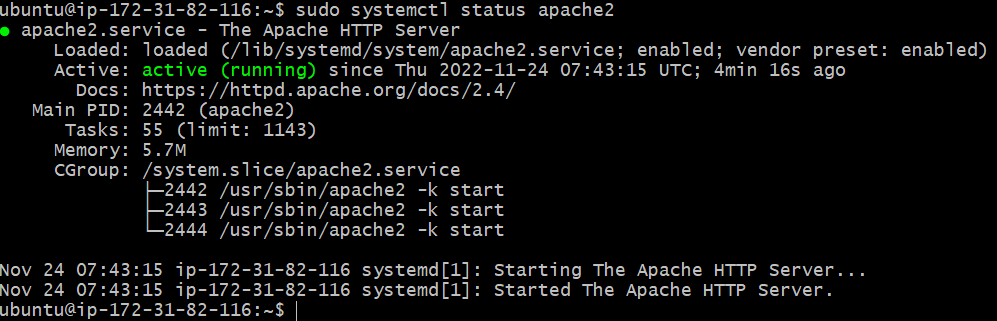 ubuntu@ip-172-31-82-116:~$ sudo systemctl status apache2
● apache2.service - The Apache HTTP Server
     Loaded: loaded (/lib/systemd/system/apache2.service; enabled; vendor preset: enabled)
     Active: active (running) since Thu 2022-11-24 07:43:15 UTC; 4min 16s ago
       Docs: https://httpd.apache.org/docs/2.4/
   Main PID: 2442 (apache2)
      Tasks: 55 (limit: 1143)
     Memory: 5.7M
     CGroup: /system.slice/apache2.service
             ├─2442 /usr/sbin/apache2 -k start
             ├─2443 /usr/sbin/apache2 -k start
             └─2444 /usr/sbin/apache2 -k start

Nov 24 07:43:15 ip-172-31-82-116 systemd[1]: Starting The Apache HTTP Server...
Nov 24 07:43:15 ip-172-31-82-116 systemd[1]: Started The Apache HTTP Server.
ubuntu@ip-172-31-82-116:~$